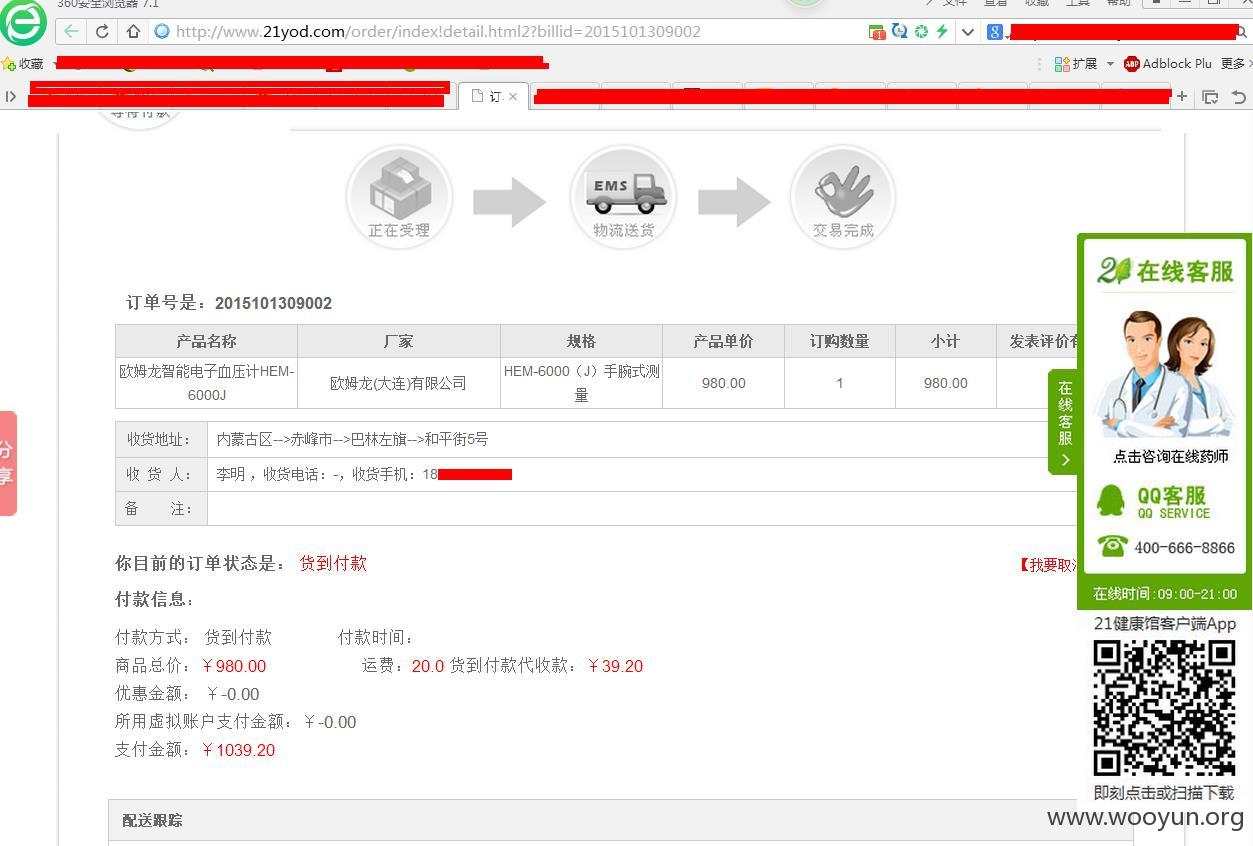 360安全浏览器 7.1 文件 查看 收藏 工具 帮助
http://www.21yod.com/order/index!detail.html2?billid=2015101309002
收藏 扩展 Adblock Plu 更多
订
等待付款
EMS
正在受理 物流送货 交易完成
订单号是：2015101309002
产品名称 厂家 规格 产品单价 订购数量 小计 发表评价
欧姆龙智能电子血压计HEM-6000J 欧姆龙(大连)有限公司 HEM-6000（J）手腕式测量 980.00 1 980.00
收货地址： 内蒙古区-->赤峰市-->巴林左旗-->和平街5号
收 货 人： 李明 ，收货电话：-，收货手机：18
备 注：
你目前的订单状态是： 货到付款 【我要取
付款信息：
付款方式： 货到付款 付款时间：
商品总价：￥980.00 运费：20.0 货到付款代收款：￥39.20
优惠金额：￥-0.00
所用虚拟账户支付金额：￥-0.00
支付金额：￥1039.20
配送跟踪
分享
在线客服
21在线客服
点击咨询在线药师
QQ客服
QQ SERVICE
400-666-8866
在线时间:09:00-21:00
21健康馆客户端App
即刻点击或扫描下载
www.wooyun.org